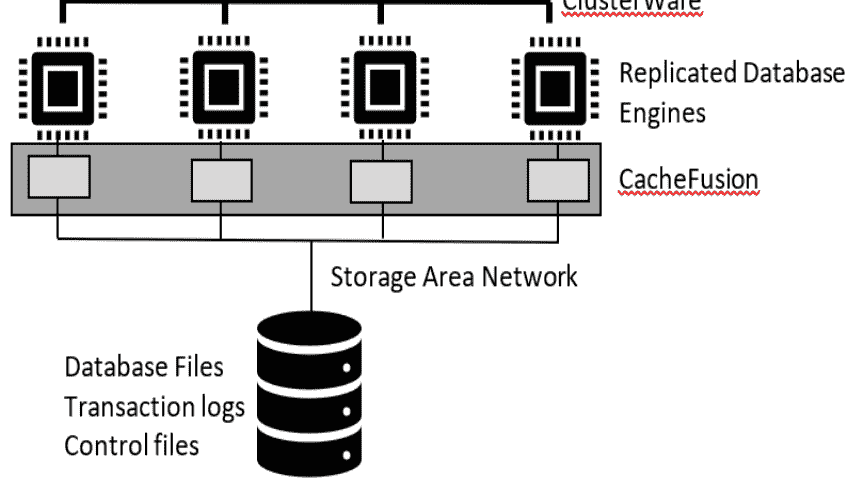 ClusterWare
Replicated Database
Engines
CacheFusion
Storage Area Network
Database Files
Transaction logs
Control files